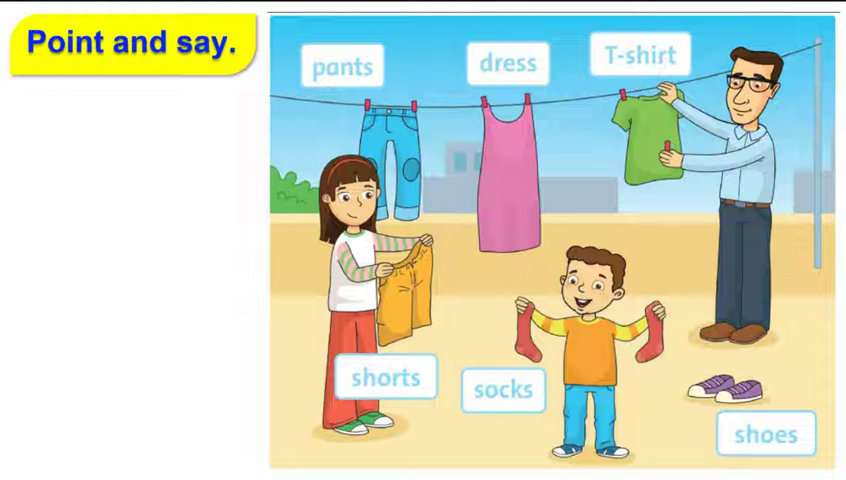 Point and say.
pants
dress
T-shirt
shorts
socks
shoes